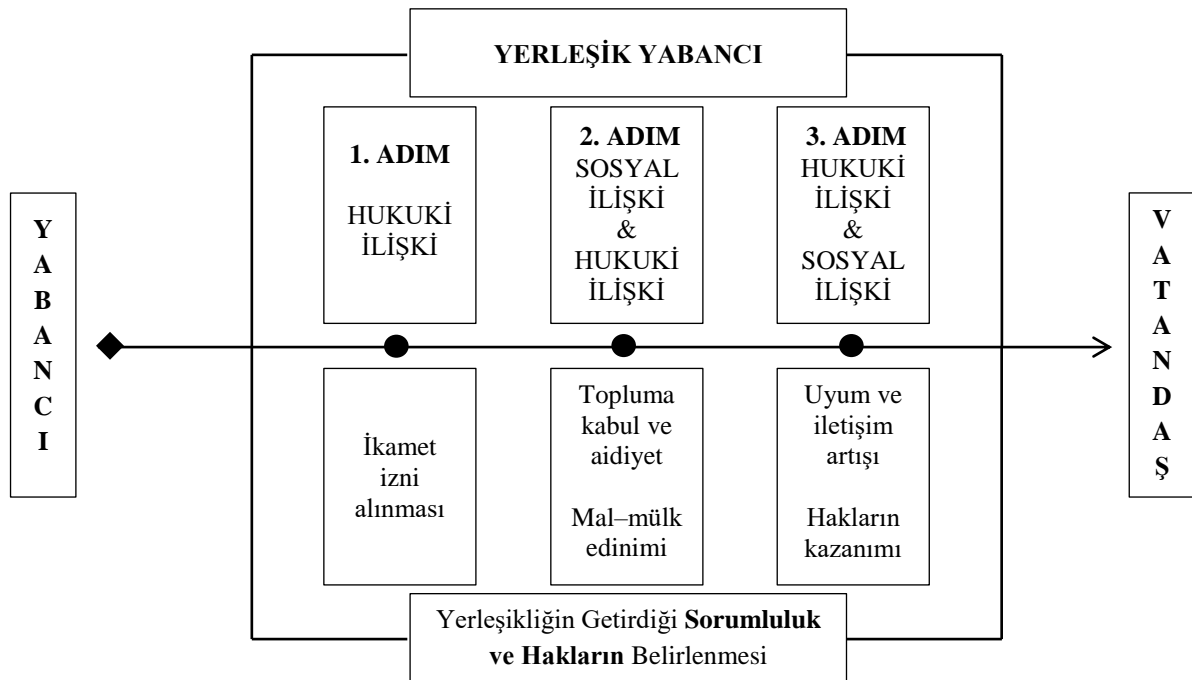 YERLEŞİK YABANCI
1. ADIM
HUKUKİ
İLİŞKİ
2. ADIM
SOSYAL
İLİŞKİ
&
HUKUKİ
İLİŞKİ
3. ADIM
HUKUKİ
İLİŞKİ
&
SOSYAL
İLİŞKİ
Y
A
B
A
N
C
I
V
A
T
A
N
D
A
Ş
İkamet
izni
alınması
Topluma
kabul ve
aidiyet
Mal–mülk
edinimi
Uyum ve
iletişim
artışı
Hakların
kazanımı
Yerleşikliğin Getirdiği Sorumluluk
ve Hakların Belirlenmesi